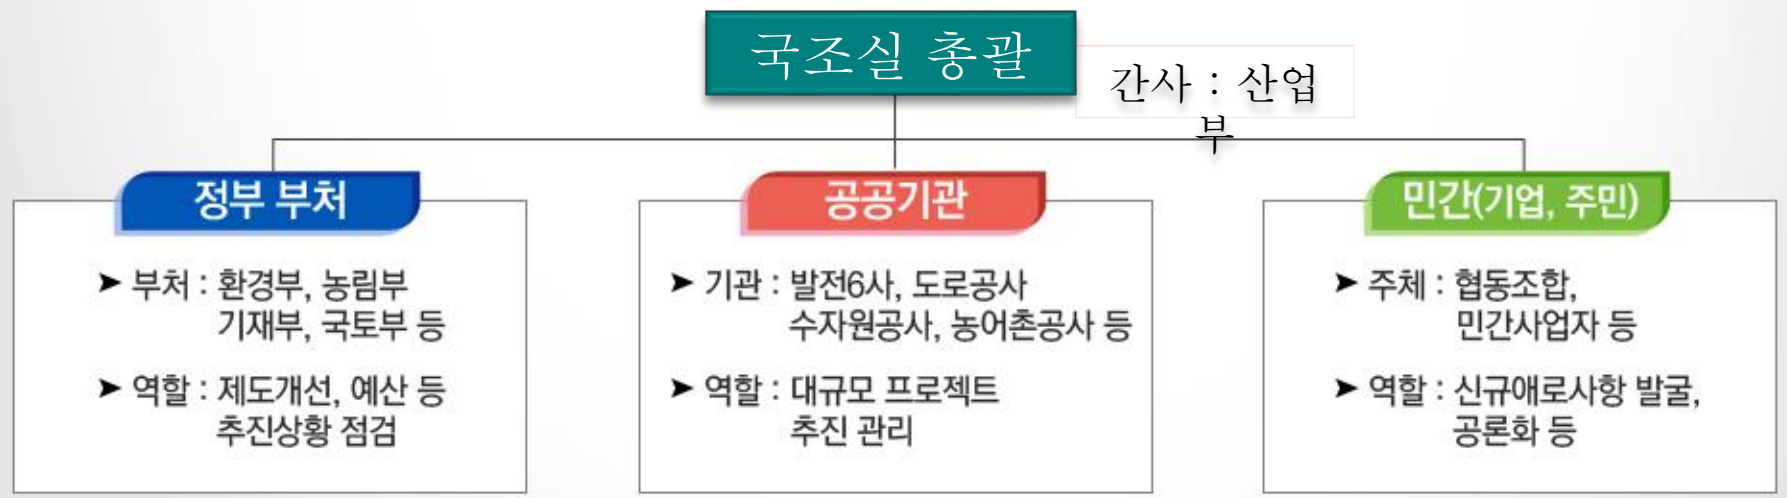 국조실 총괄
간사 : 산업
부
정부 부처
➤ 부처 : 환경부, 농림부
기재부, 국토부 등
➤ 역할 : 제도개선, 예산 등
추진상황 점검
공공기관
➤ 기관 : 발전6사, 도로공사
수자원공사, 농어촌공사 등
➤ 역할 : 대규모 프로젝트
추진 관리
민간(기업, 주민)
➤ 주체 : 협동조합,
민간사업자 등
➤ 역할 : 신규애로사항 발굴,
공론화 등